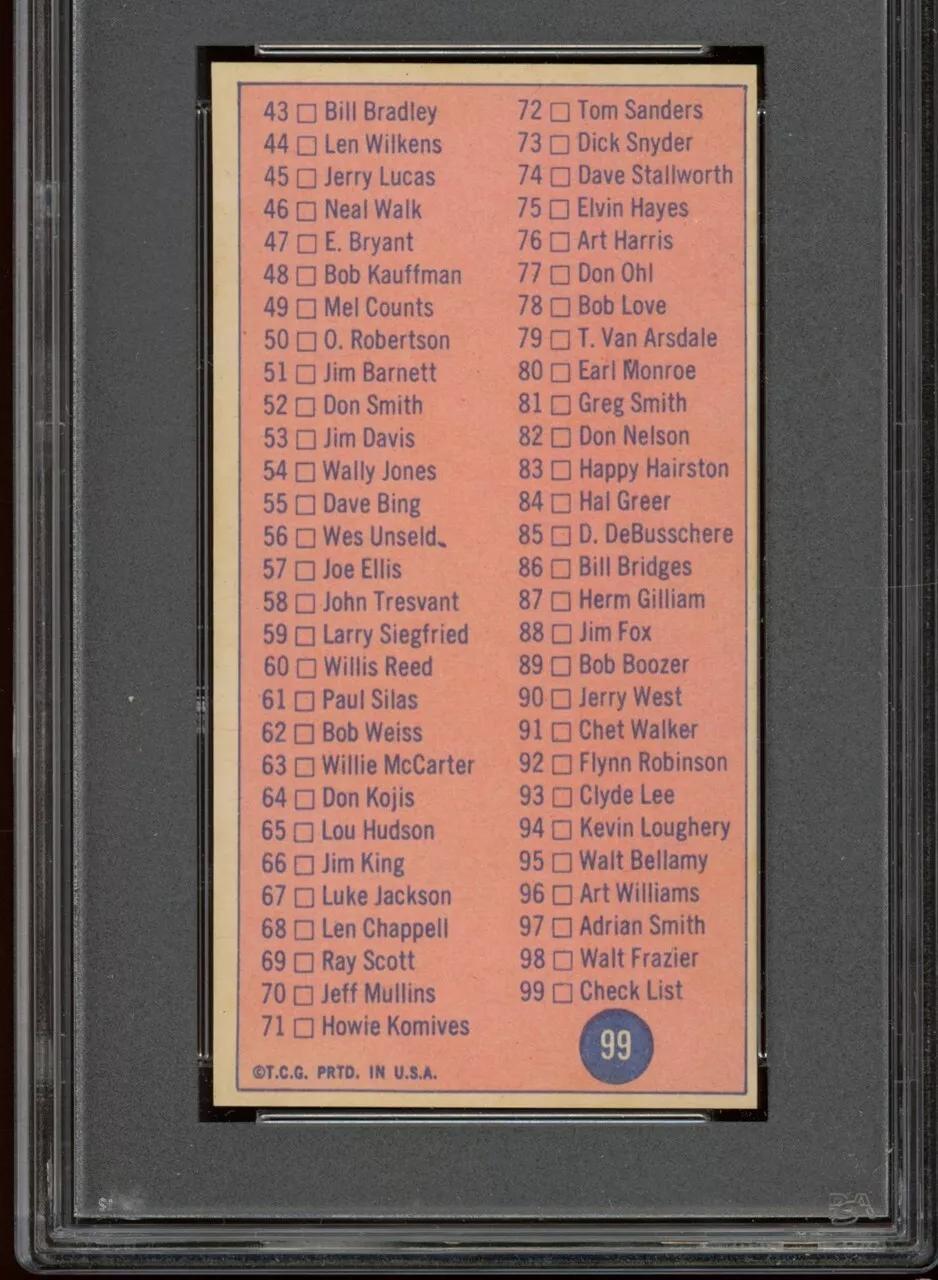 43 □ Bill Bradley
44 □ Len Wilkens
45 □ Jerry Lucas
46 □ Neal Walk
47 □ E. Bryant
48 □ Bob Kauffman
49 □ Mel Counts
50 □ O. Robertson
51 □ Jim Barnett
52 □ Don Smith
53 □ Jim Davis
54 □ Wally Jones
55 □ Dave Bing
56 □ Wes Unseld
57 □ Joe Ellis
58 □ John Tresvant
59 □ Larry Siegfried
60 □ Willis Reed
61 □ Paul Silas
62 □ Bob Weiss
63 □ Willie McCarter
64 □ Don Kojis
65 □ Lou Hudson
66 □ Jim King
67 □ Luke Jackson
68 □ Len Chappell
69 □ Ray Scott
70 □ Jeff Mullins
71 □ Howie Komives
72 □ Tom Sanders
73 □ Dick Snyder
74 □ Dave Stallworth
75 □ Elvin Hayes
76 □ Art Harris
77 □ Don Ohl
78 □ Bob Love
79 □ T. Van Arsdale
80 □ Earl Monroe
81 □ Greg Smith
82 □ Don Nelson
83 □ Happy Hairston
84 □ Hal Greer
85 □ D. DeBusschere
86 □ Bill Bridges
87 □ Herm Gilliam
88 □ Jim Fox
89 □ Bob Boozer
90 □ Jerry West
91 □ Chet Walker
92 □ Flynn Robinson
93 □ Clyde Lee
94 □ Kevin Loughery
95 □ Walt Bellamy
96 □ Art Williams
97 □ Adrian Smith
98 □ Walt Frazier
99 □ Check List
99
©T.C.G. PRTD. IN U.S.A.
PSA